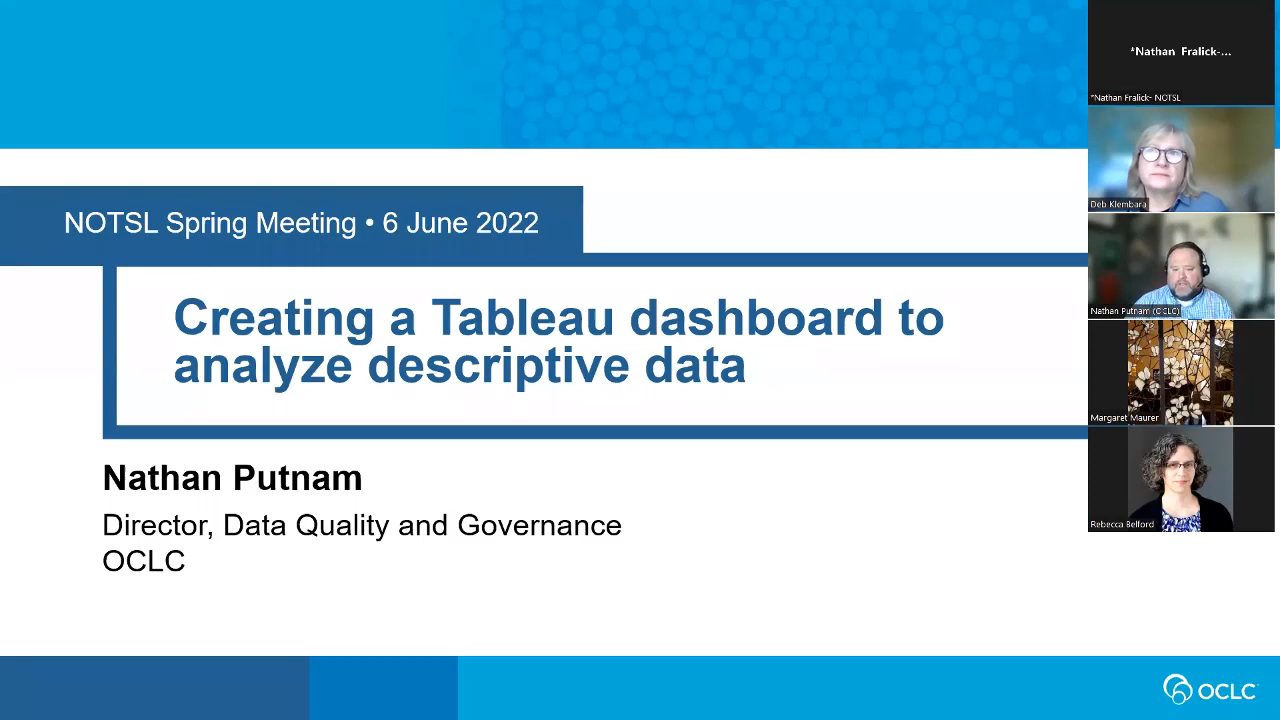 NOTSL Spring Meeting • 6 June 2022
Creating a Tableau dashboard to
analyze descriptive data
Nathan Putnam
Director, Data Quality and Governance
OCLC
OCLC
*Nathan Fralick-...
*Nathan Fralick- NOTSL
Deb Klembara
Nathan Putnam (OCLC)
Margaret Maurer
Rebecca Belford